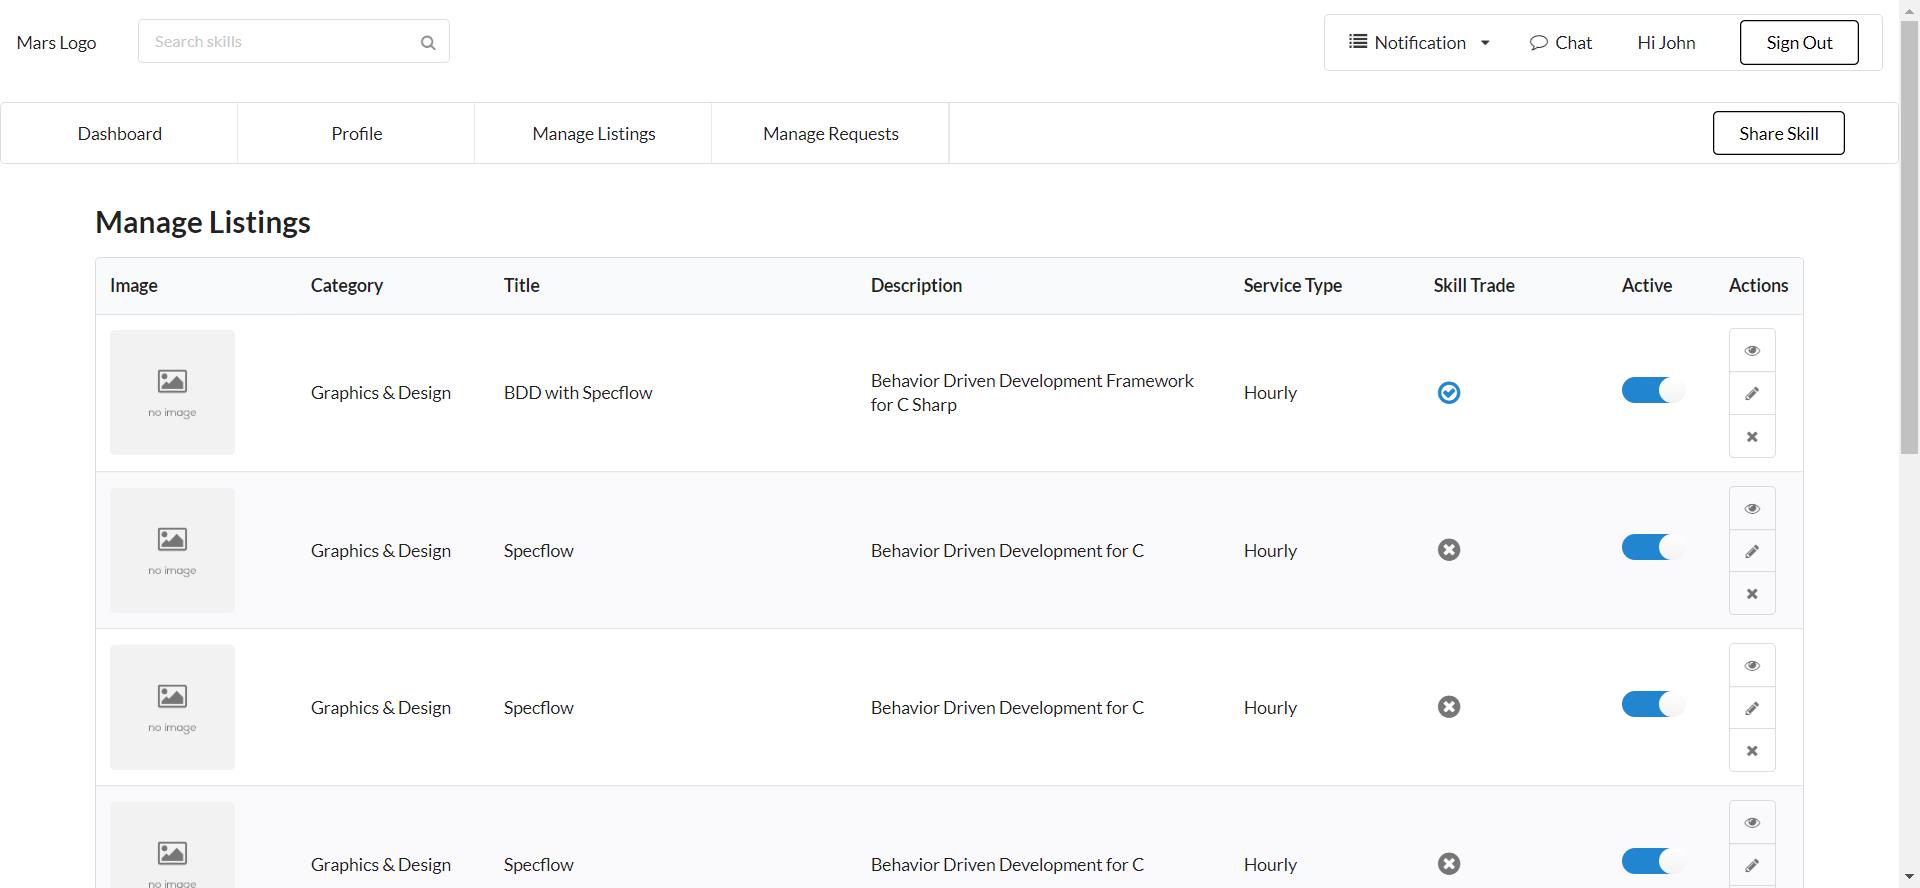 Mars Logo
Search skills
Notification
Chat
Hi John
Sign Out
Dashboard
Profile
Manage Listings
Manage Requests
Share Skill
Manage Listings
Image
Category
Title
Description
Service Type
Skill Trade
Active
Actions
no image
Graphics & Design
BDD with Specflow
Behavior Driven Development Framework
for C Sharp
Hourly
no image
Graphics & Design
Specflow
Behavior Driven Development for C
Hourly
no image
Graphics & Design
Specflow
Behavior Driven Development for C
Hourly
no image
Graphics & Design
Specflow
Behavior Driven Development for C
Hourly